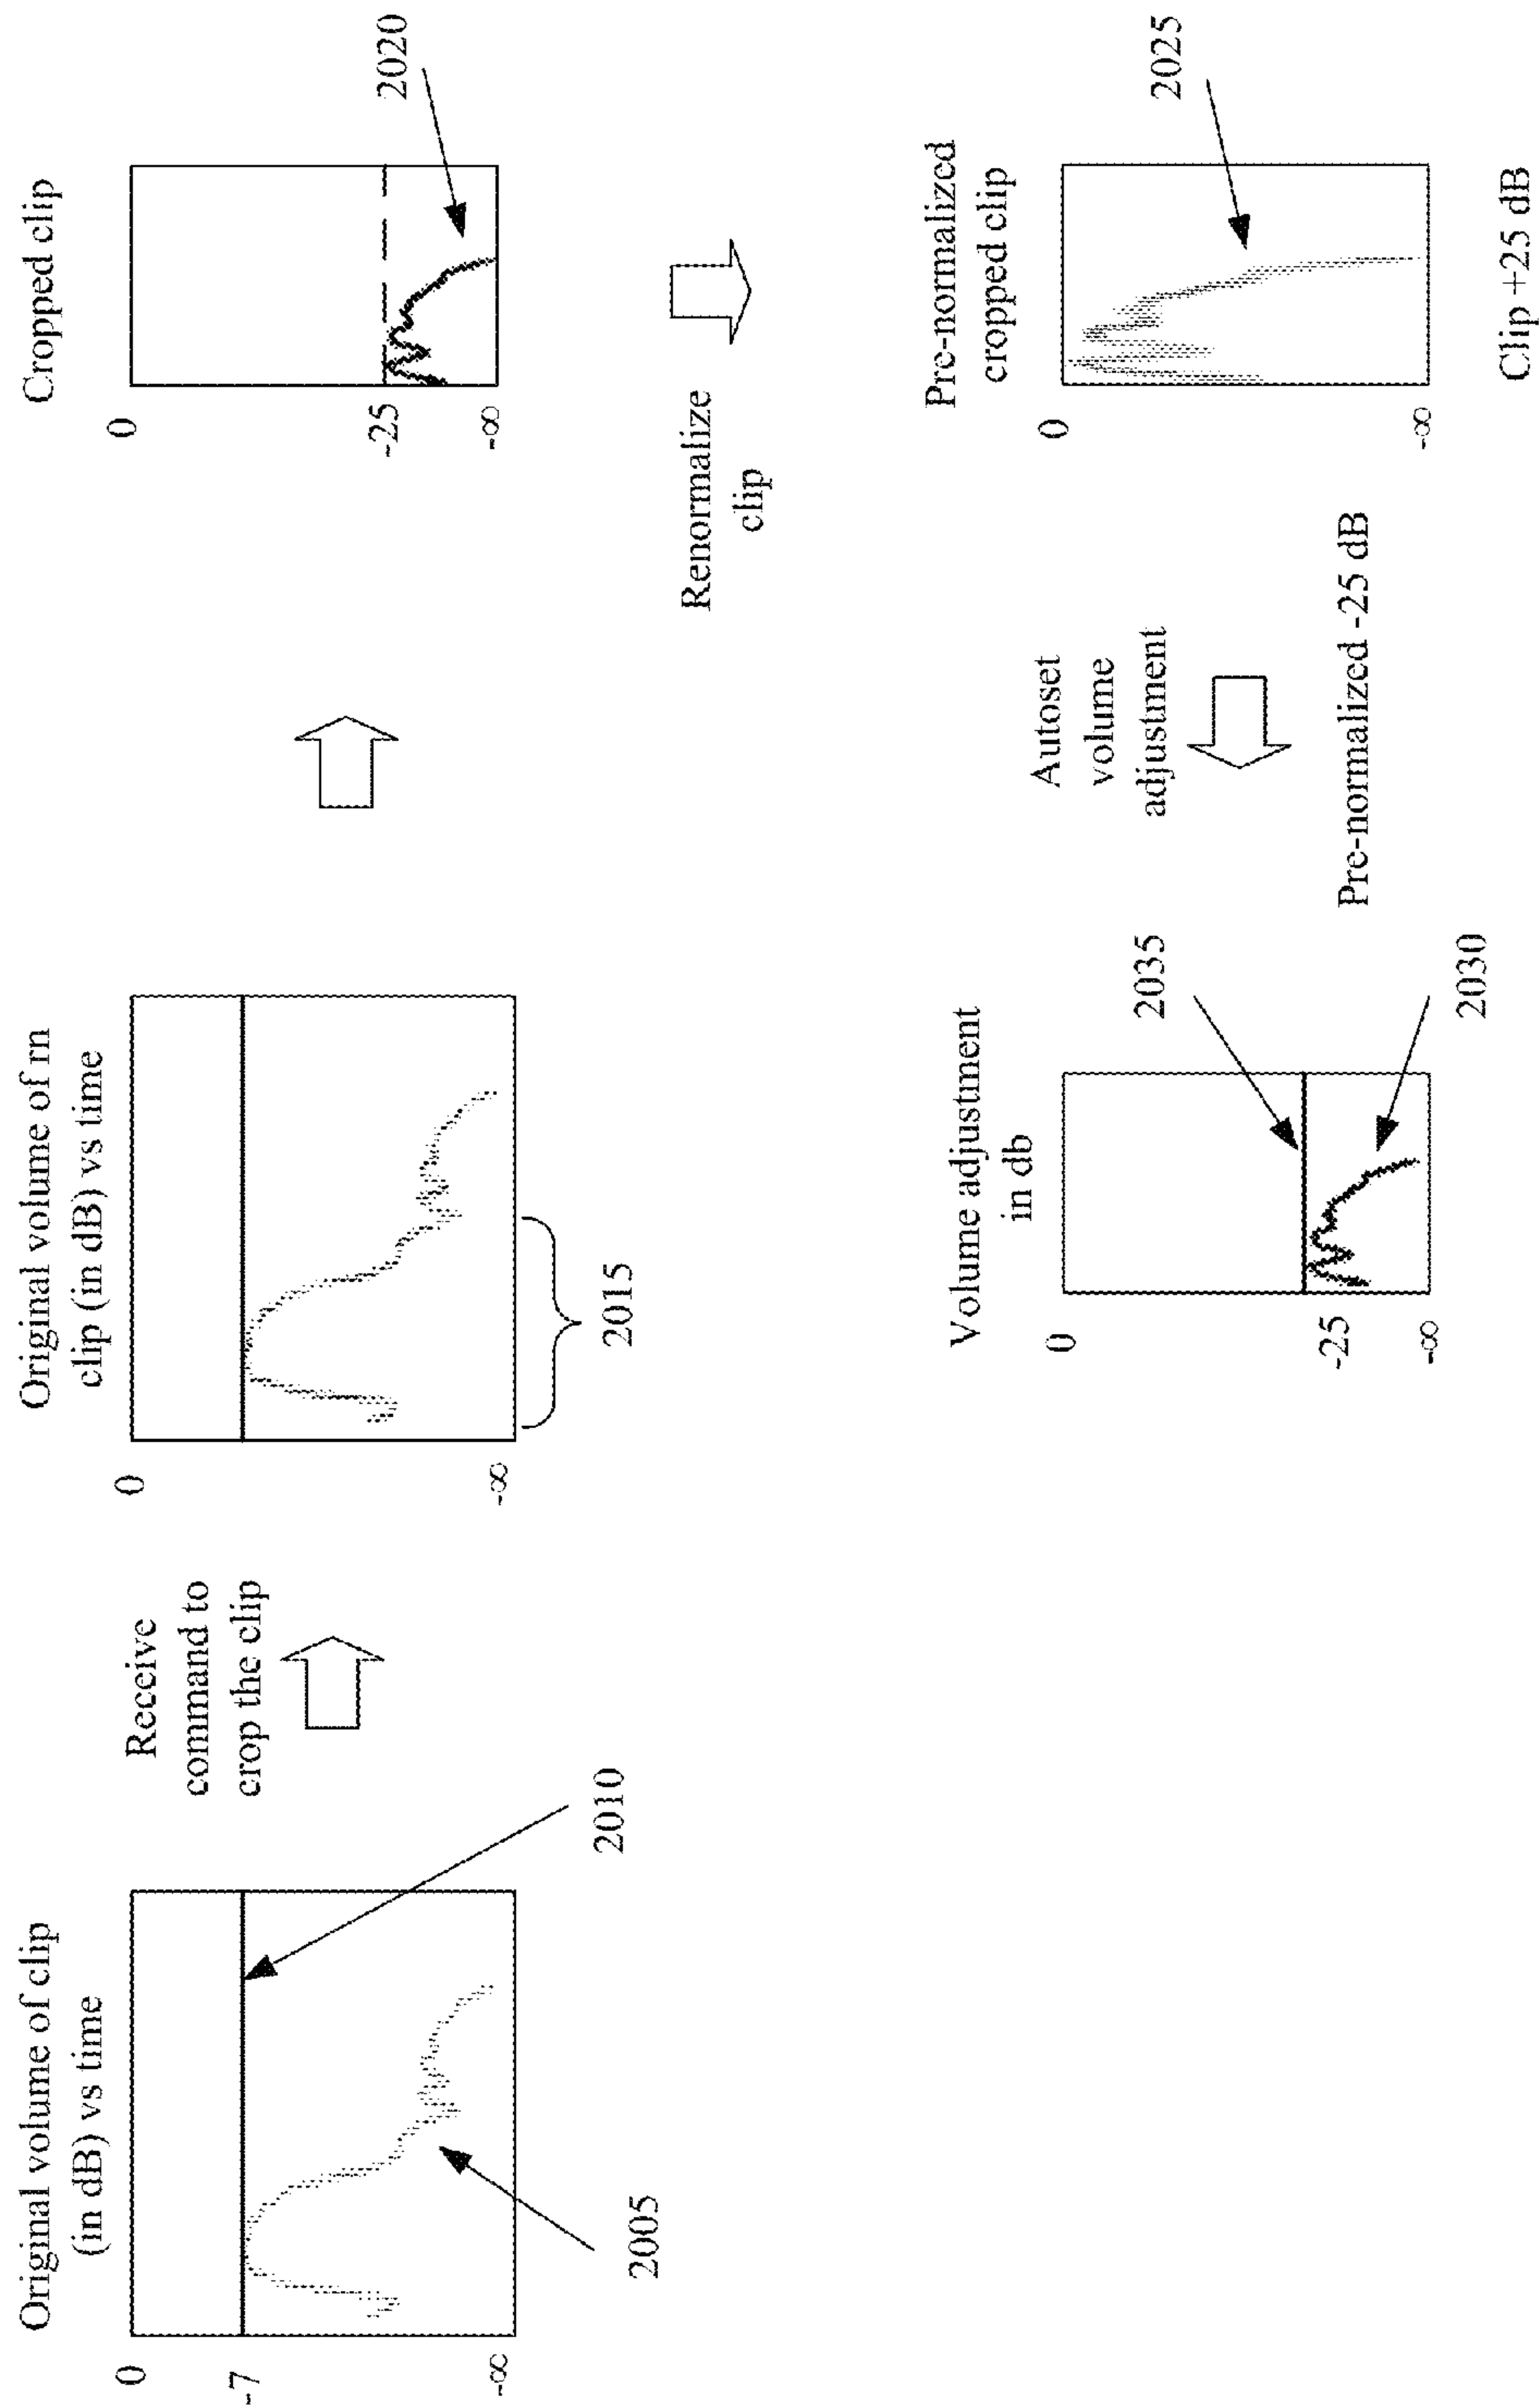 Original volume of clip
(in dB) vs time
0
-7
-∞
2005
2010
Receive
command to
crop the clip
Original volume of rn
clip (in dB) vs time
0
-∞
2015
Cropped clip
0
-25
-∞
2020
Renormalize
clip
Pre-normalized
cropped clip
0
-∞
2025
Clip +25 dB
Autoset
volume
adjustment
Pre-normalized -25 dB
Volume adjustment
in db
0
-25
-∞
2035
2030